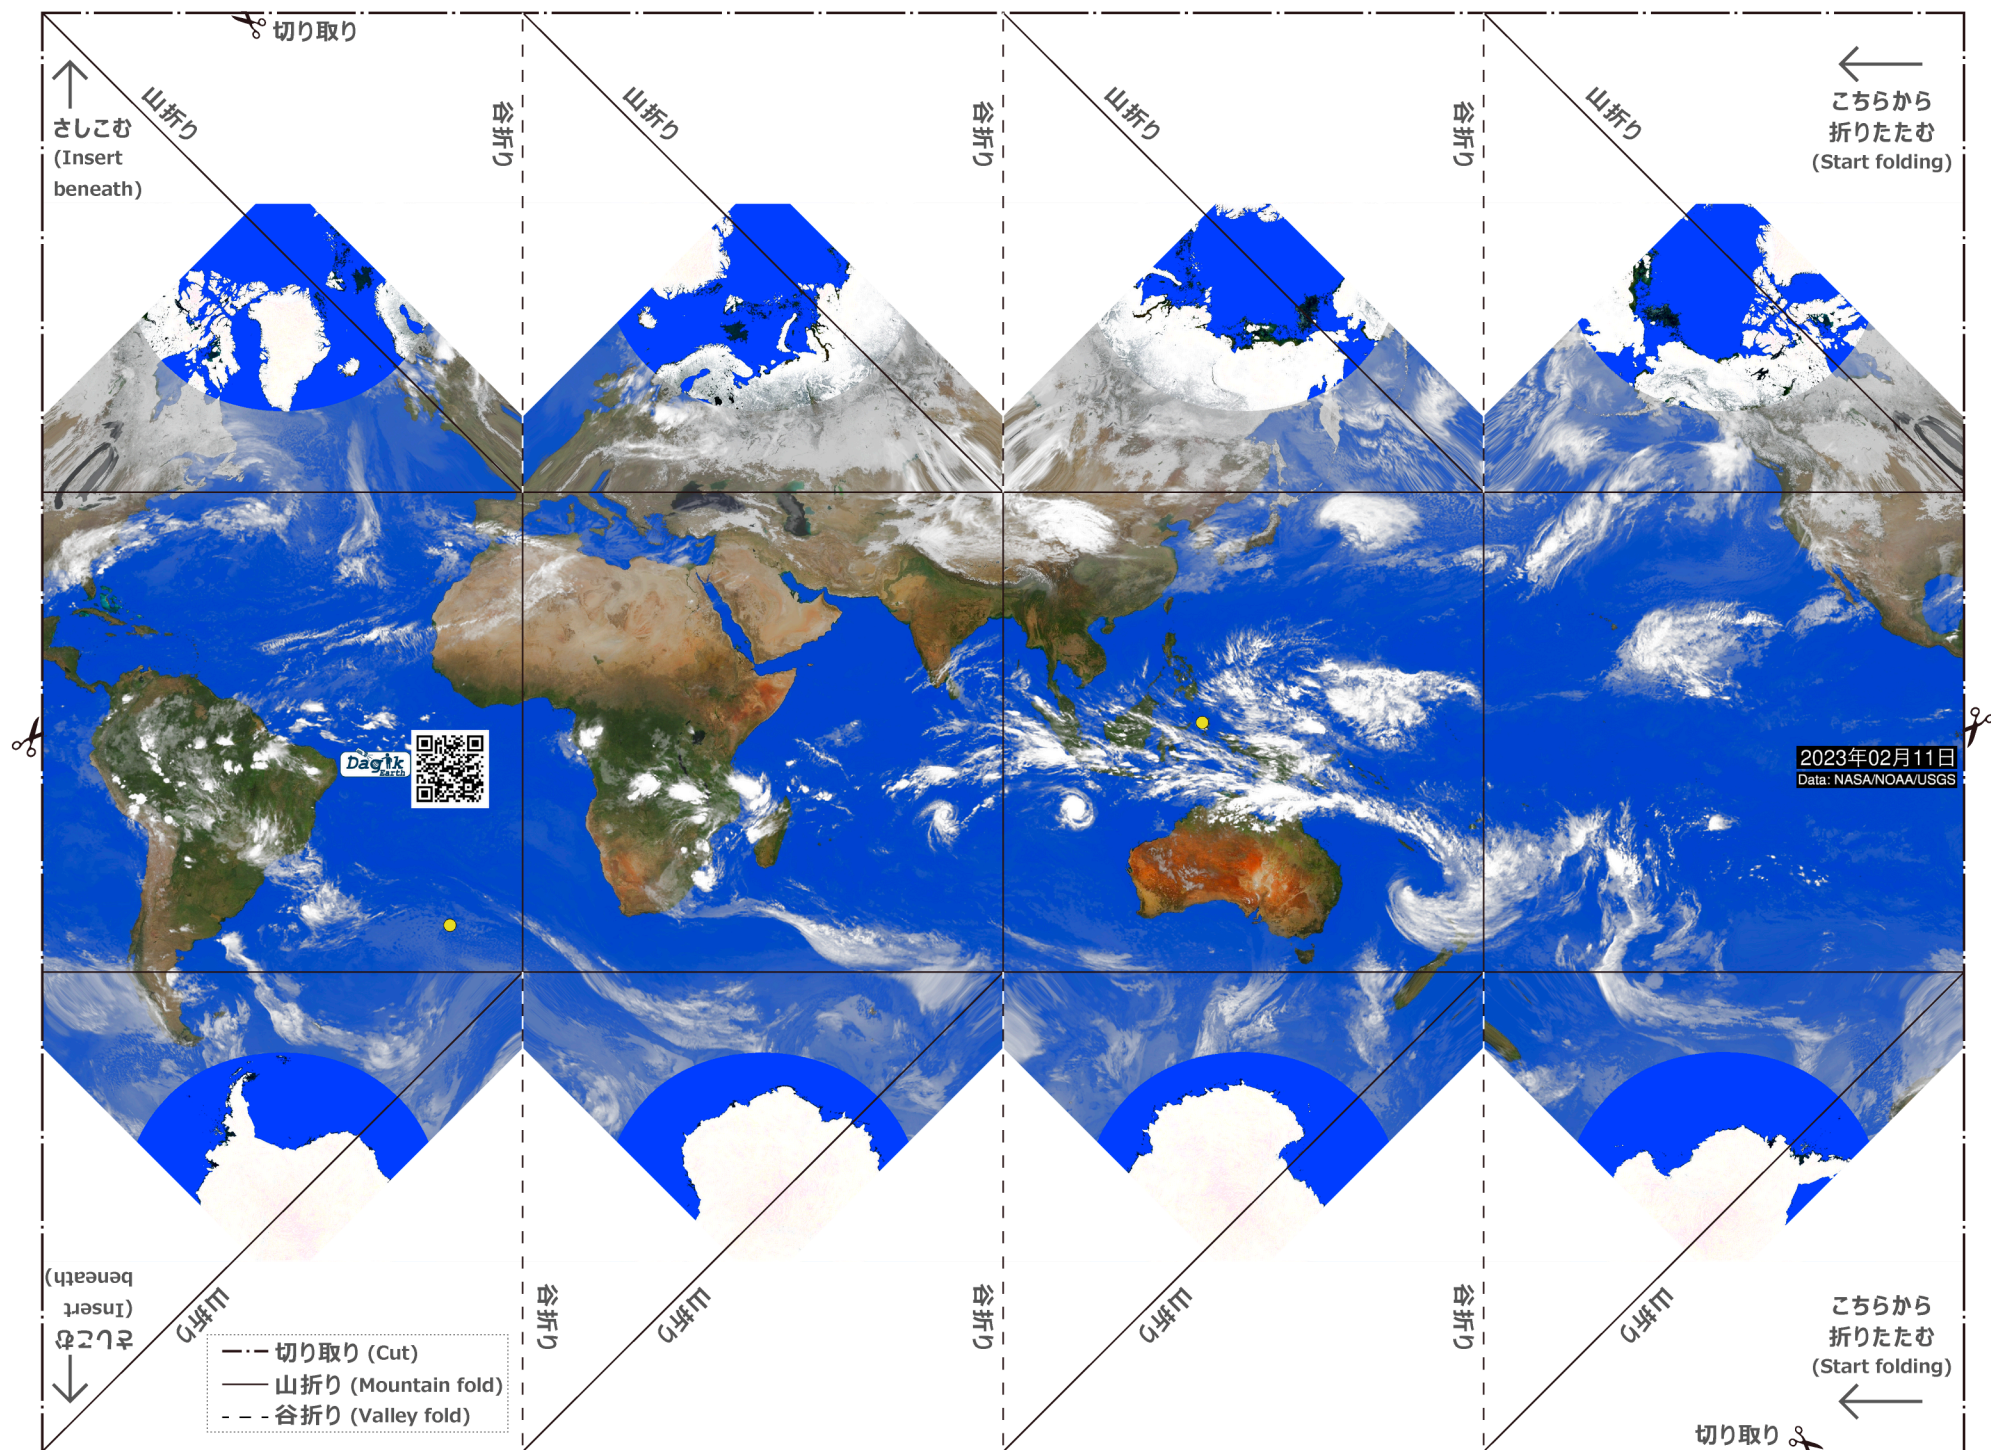 切り取り
さしこむ
(Insert
beneath)
山折り
谷折り
山折り
谷折り
山折り
谷折り
山折り
こちらから
折りたたむ
(Start folding)
Dagik
Earth
2023年02月11日
Data: NASA/NOAA/USGS
さしこむ
(Insert
beneath)
山折り
谷折り
山折り
谷折り
山折り
谷折り
山折り
こちらから
折りたたむ
(Start folding)
切り取り (Cut)
山折り (Mountain fold)
谷折り (Valley fold)
切り取り